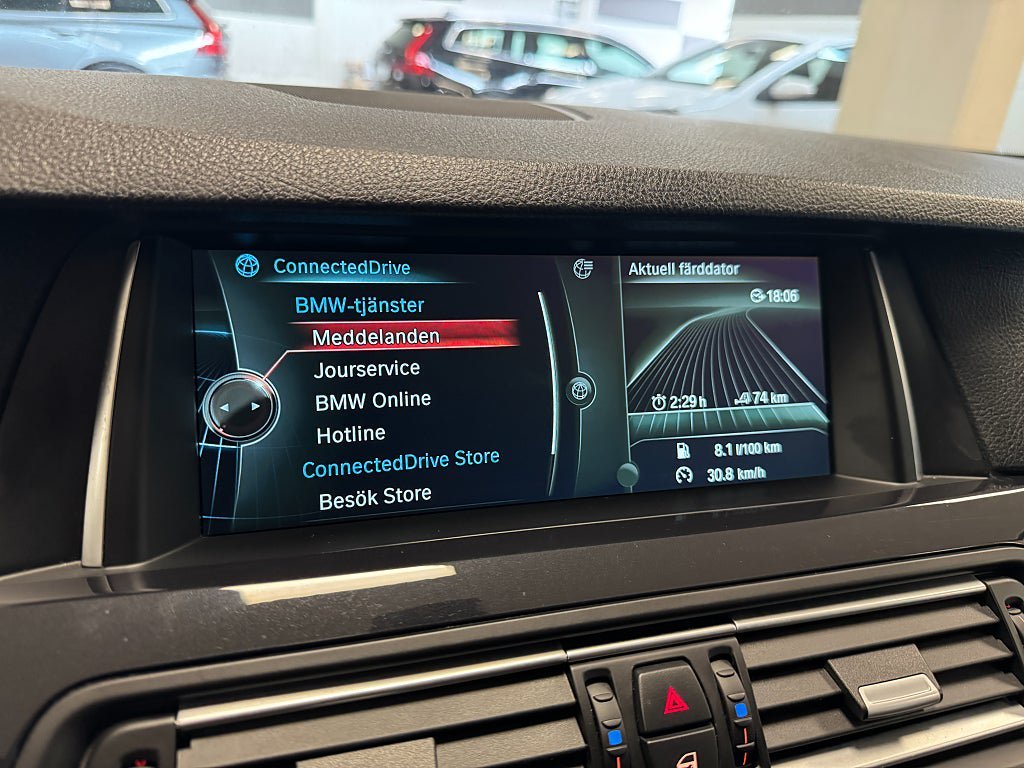 ConnectedDrive
BMW-tjänster
Meddelanden
Jourservice
BMW Online
Hotline
ConnectedDrive Store
Besök Store
Aktuell färddator
18:06
2:29 h
74 km
8.1 l/100 km
30.8 km/h